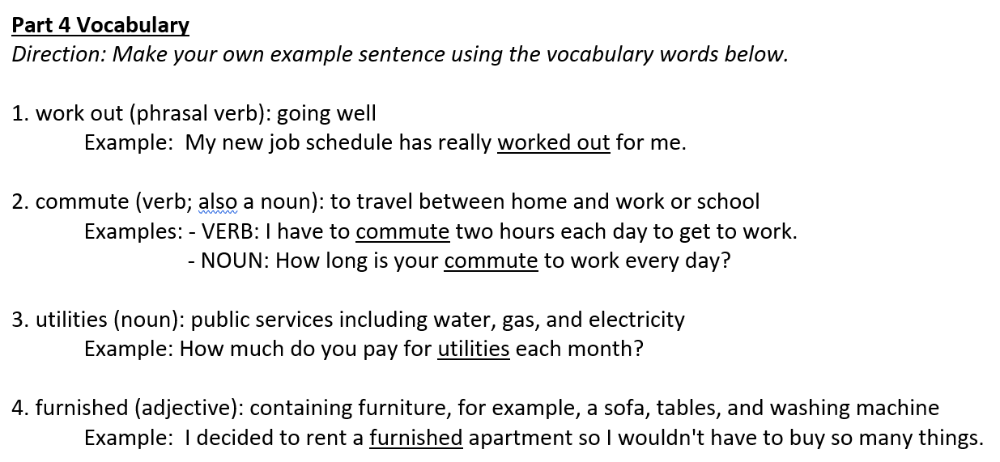 Part 4 Vocabulary
Direction: Make your own example sentence using the vocabulary words below.
1. work out (phrasal verb): going well
Example:  My new job schedule has really worked out for me.
2. commute (verb; also a noun): to travel between home and work or school
Examples: - VERB: I have to commute two hours each day to get to work.
- NOUN: How long is your commute to work every day?
3. utilities (noun): public services including water, gas, and electricity
Example: How much do you pay for utilities each month?
4. furnished (adjective): containing furniture, for example, a sofa, tables, and washing machine
Example:  I decided to rent a furnished apartment so I wouldn't have to buy so many things.